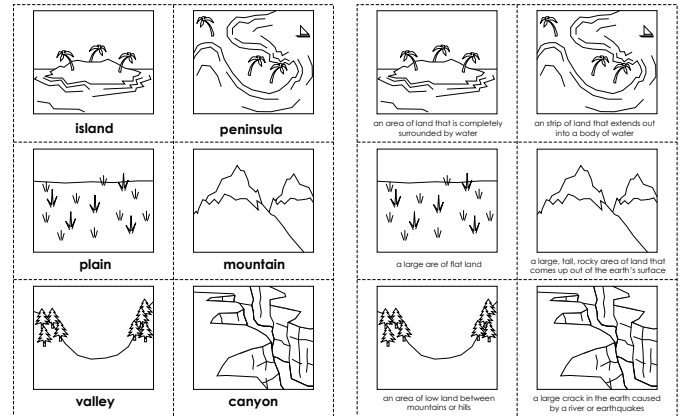 island
peninsula
an area of land that is completely
surrounded by water
an strip of land that extends out
into a body of water
plain
mountain
a large are of flat land
a large, tall, rocky area of land that
comes up out of the earth's surface
valley
canyon
an area of low land between
mountains or hills
a large crack in the earth caused
by a river or earthquakes